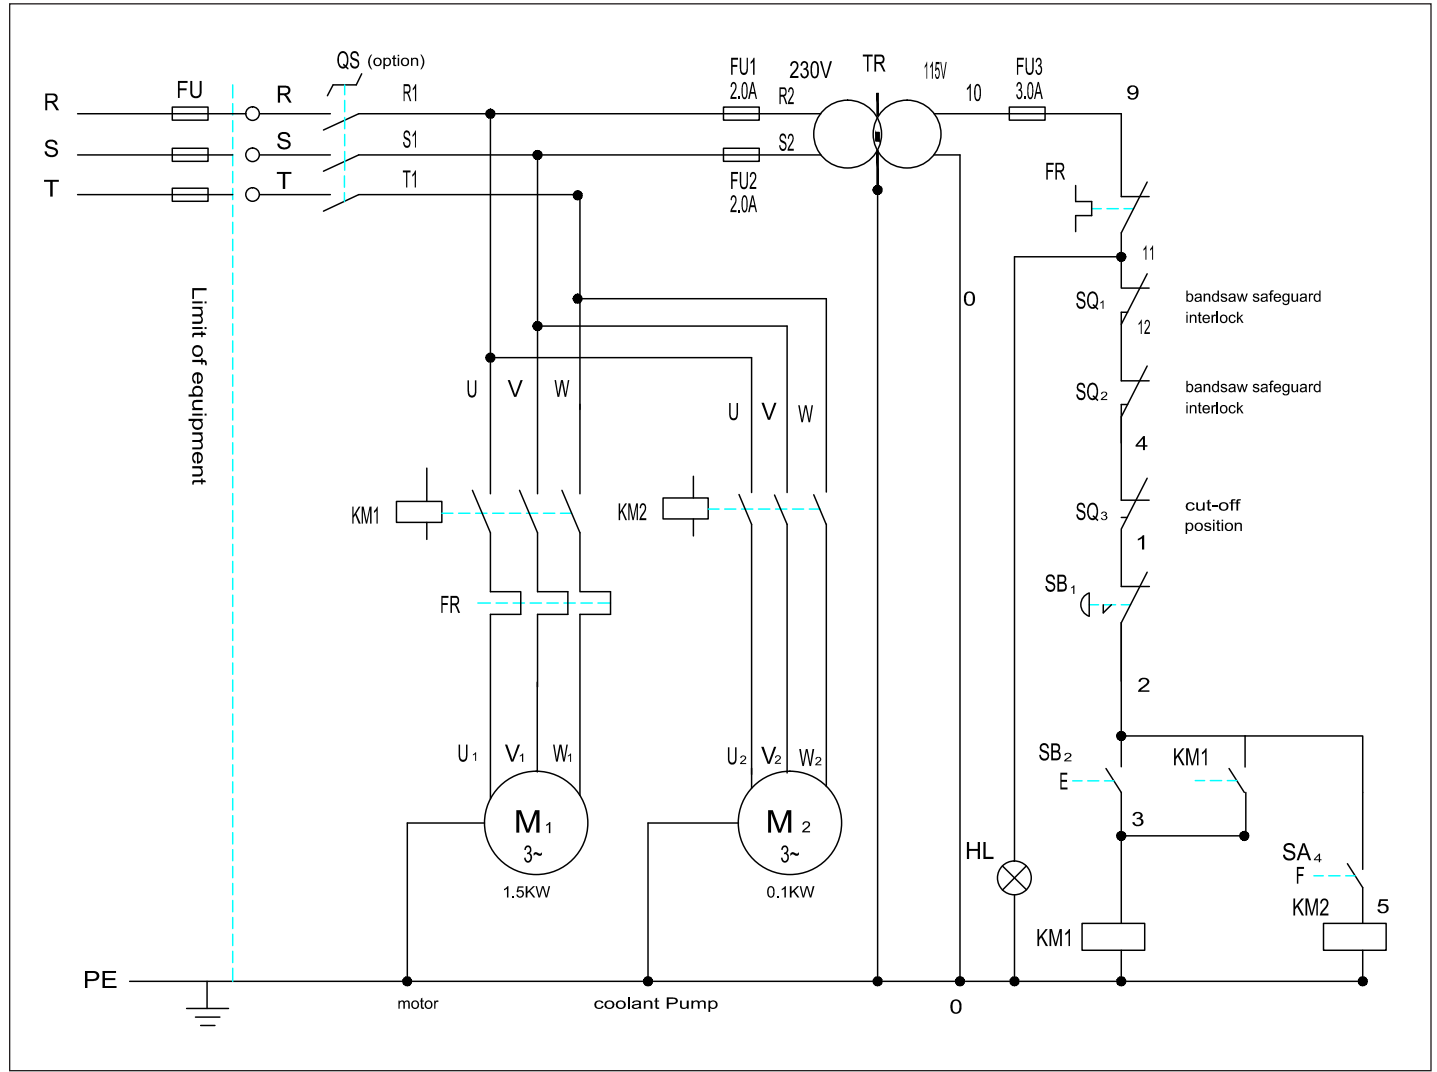 QS (option)
FU1
230V
TR
115V
FU3
FU
R
R1
2.0A
R2
10
3.0A
9
R
S
S
S1
S2
T
T
T1
FU2
2.0A
FR
11
0
SQ1
bandsaw safeguard
interlock
12
Limit of equipment
U
V
W
SQ2
bandsaw safeguard
interlock
U
V
W
4
KM1
KM2
SQ3
cut-off
position
1
SB1
FR
2
U1
V1
W1
U2
V2
W2
SB2
E
KM1
M1
3~
1.5KW
M2
3~
0.1KW
3
HL
SA4
F
KM2
5
KM1
PE
motor
coolant Pump
0